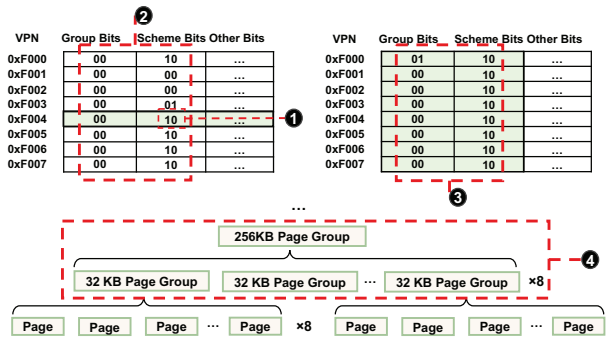 2
VPN Group Bits Scheme Bits Other Bits
0xF000 00 10 ...
0xF001 00 00 ...
0xF002 00 00 ...
0xF003 00 01 ...
0xF004 00 10 ... 1
0xF005 00 10 ...
0xF006 00 10 ...
0xF007 00 10 ...
VPN Group Bits Scheme Bits Other Bits
0xF000 01 10 ...
0xF001 00 10 ...
0xF002 00 10 ...
0xF003 00 10 ...
0xF004 00 10 ...
0xF005 00 10 ...
0xF006 00 10 ...
0xF007 00 10 ...
3
...
256KB Page Group
4
32 KB Page Group 32 KB Page Group ... 32 KB Page Group ×8
Page Page Page ... Page ×8 Page Page Page ... Page